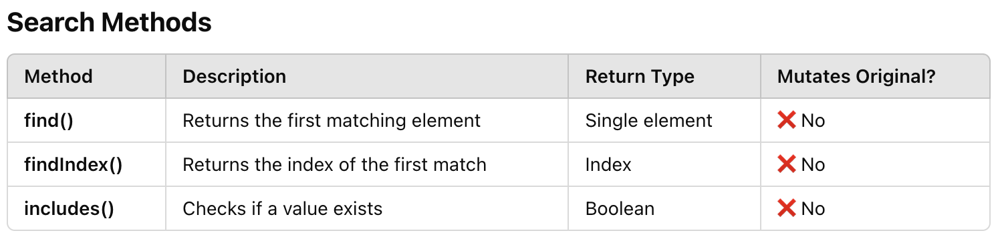 Search Methods
Method Description Return Type Mutates Original?
find() Returns the first matching element Single element ❌ No
findIndex() Returns the index of the first match Index ❌ No
includes() Checks if a value exists Boolean ❌ No